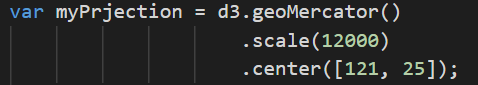 var myPrjection = d3.geoMercator()
.scale(12000)
.center([121, 25]);